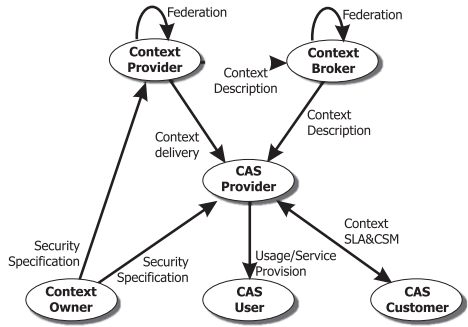 Federation
Federation
Context
Provider
Context
Broker
Context
Description
Context
Description
Context
delivery
CAS
Provider
Context
SLA&CSM
Security
Specification
Security
Specification
Usage/Service
Provision
Context
Owner
CAS
User
CAS
Customer